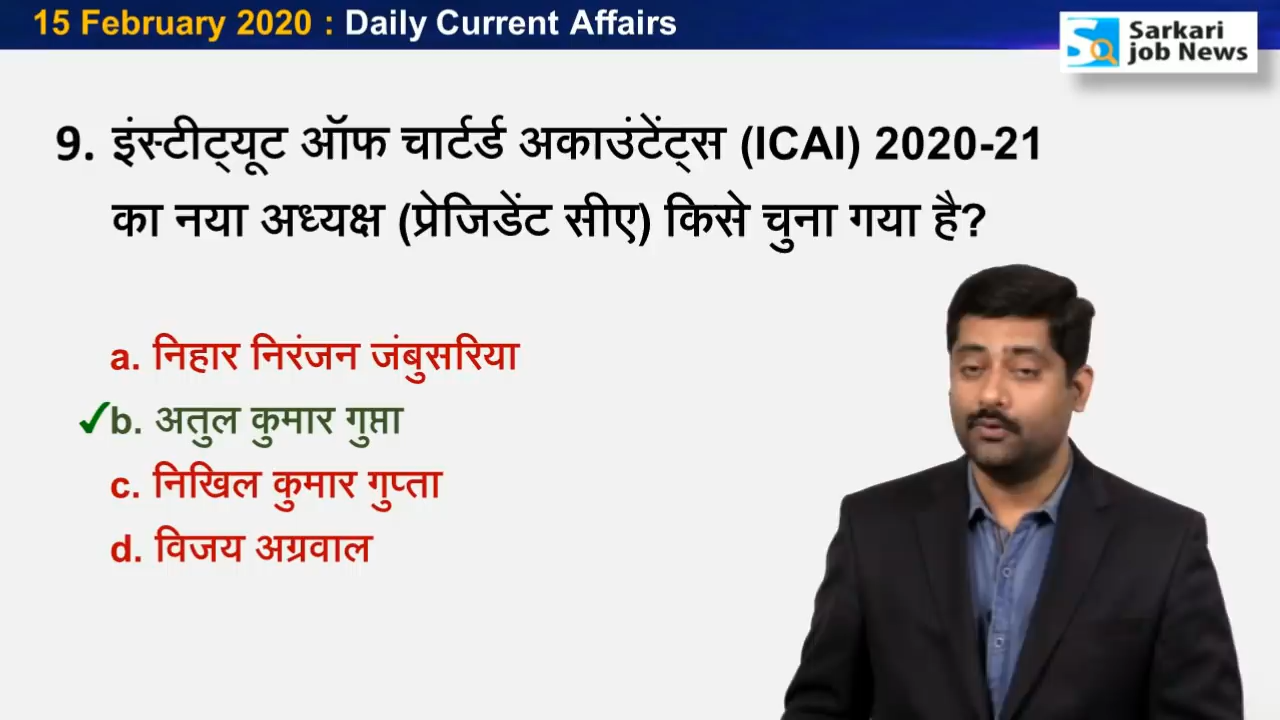 15 February 2020 : Daily Current Affairs
Sarkari
job News
9. इंस्टीट्यूट ऑफ चार्टर्ड अकाउंटेंट्स (ICAI) 2020-21
का नया अध्यक्ष (प्रेजिडेंट सीए) किसे चुना गया है?
a. निहार निरंजन जंबुसरिया
✓b. अतुल कुमार गुप्ता
c. निखिल कुमार गुप्ता
d. विजय अग्रवाल